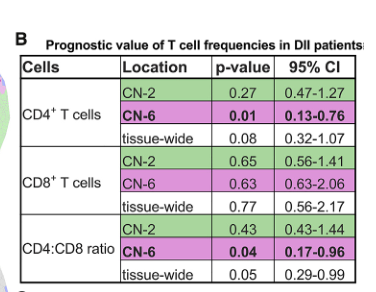 B
Prognostic value of T cell frequencies in DII patients
Cells Location p-value 95% CI
CD4+ T cells
CN-2 0.27 0.47-1.27
CN-6 0.01 0.13-0.76
tissue-wide 0.08 0.32-1.07
CD8+ T cells
CN-2 0.65 0.56-1.41
CN-6 0.63 0.63-2.06
tissue-wide 0.77 0.56-2.17
CD4:CD8 ratio
CN-2 0.43 0.43-1.44
CN-6 0.04 0.17-0.96
tissue-wide 0.05 0.29-0.99